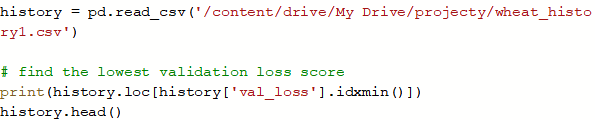 history = pd.read_csv('/content/drive/My Drive/projecty/wheat_histo
ry1.csv')
# find the lowest validation loss score
print(history.loc[history['val_loss'].idxmin()])
history.head()